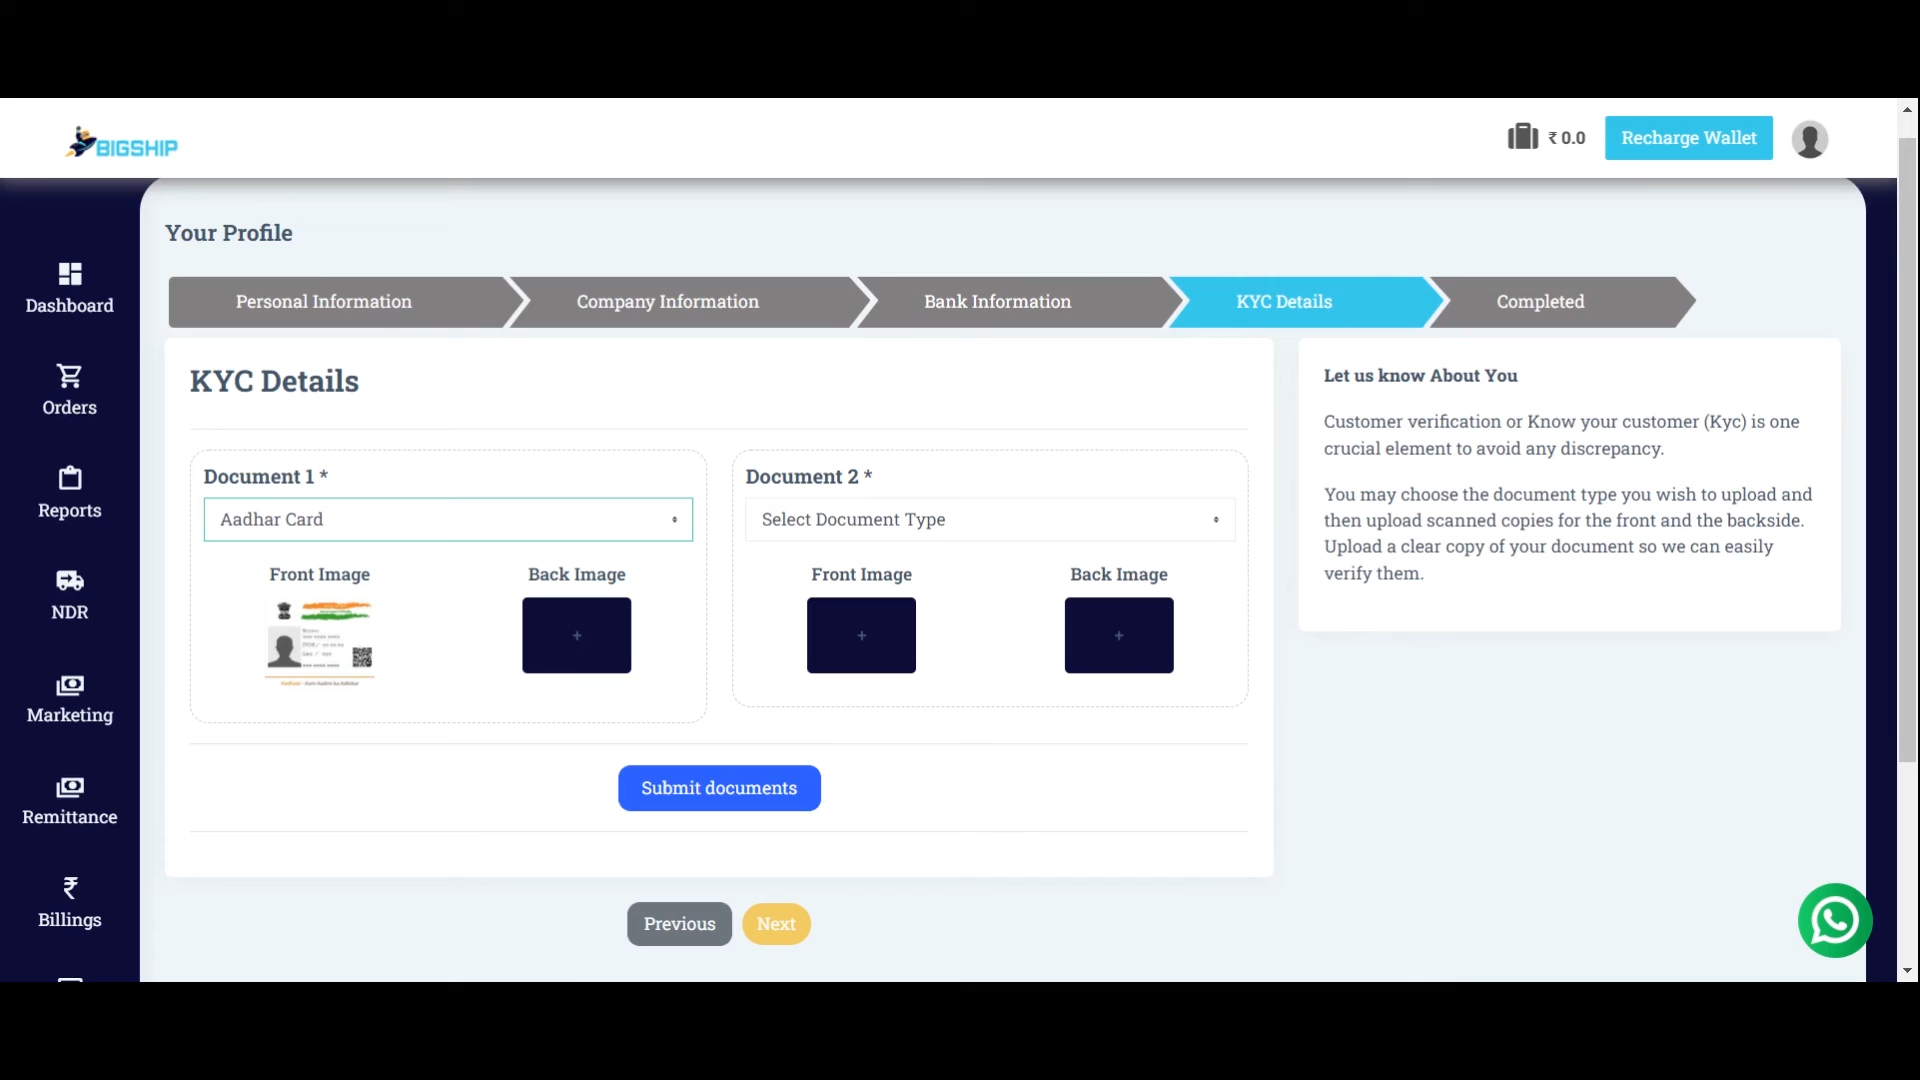 BIGSHIP
₹ 0.0
Recharge Wallet
Dashboard
Orders
Reports
NDR
Marketing
Remittance
Billings
Your Profile
Personal Information
Company Information
Bank Information
KYC Details
Completed
KYC Details
Document 1 *
Aadhar Card
Front Image
Back Image
+
Document 2 *
Select Document Type
Front Image
Back Image
+
+
Submit documents
Previous
Next
Let us know About You
Customer verification or Know your customer (Kyc) is one
crucial element to avoid any discrepancy.
You may choose the document type you wish to upload and
then upload scanned copies for the front and the backside.
Upload a clear copy of your document so we can easily
verify them.